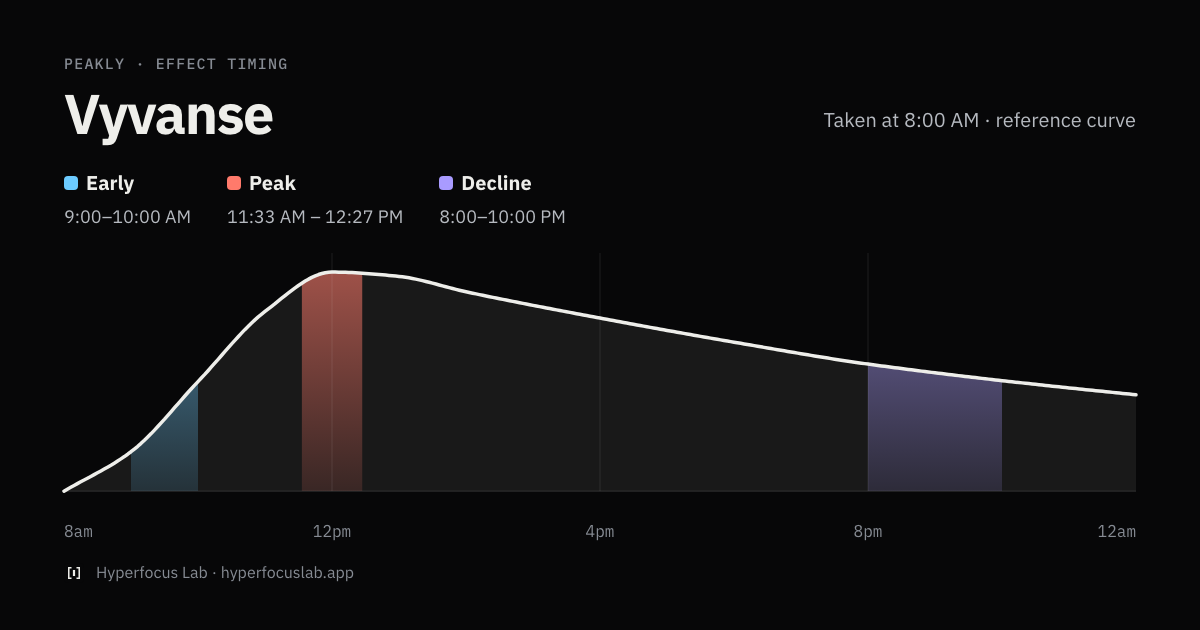 PEAKLY · EFFECT TIMING
Vyvanse
Taken at 8:00 AM · reference curve
Early
9:00–10:00 AM
Peak
11:33 AM – 12:27 PM
Decline
8:00–10:00 PM
8am 12pm 4pm 8pm 12am
Hyperfocus Lab · hyperfocuslab.app